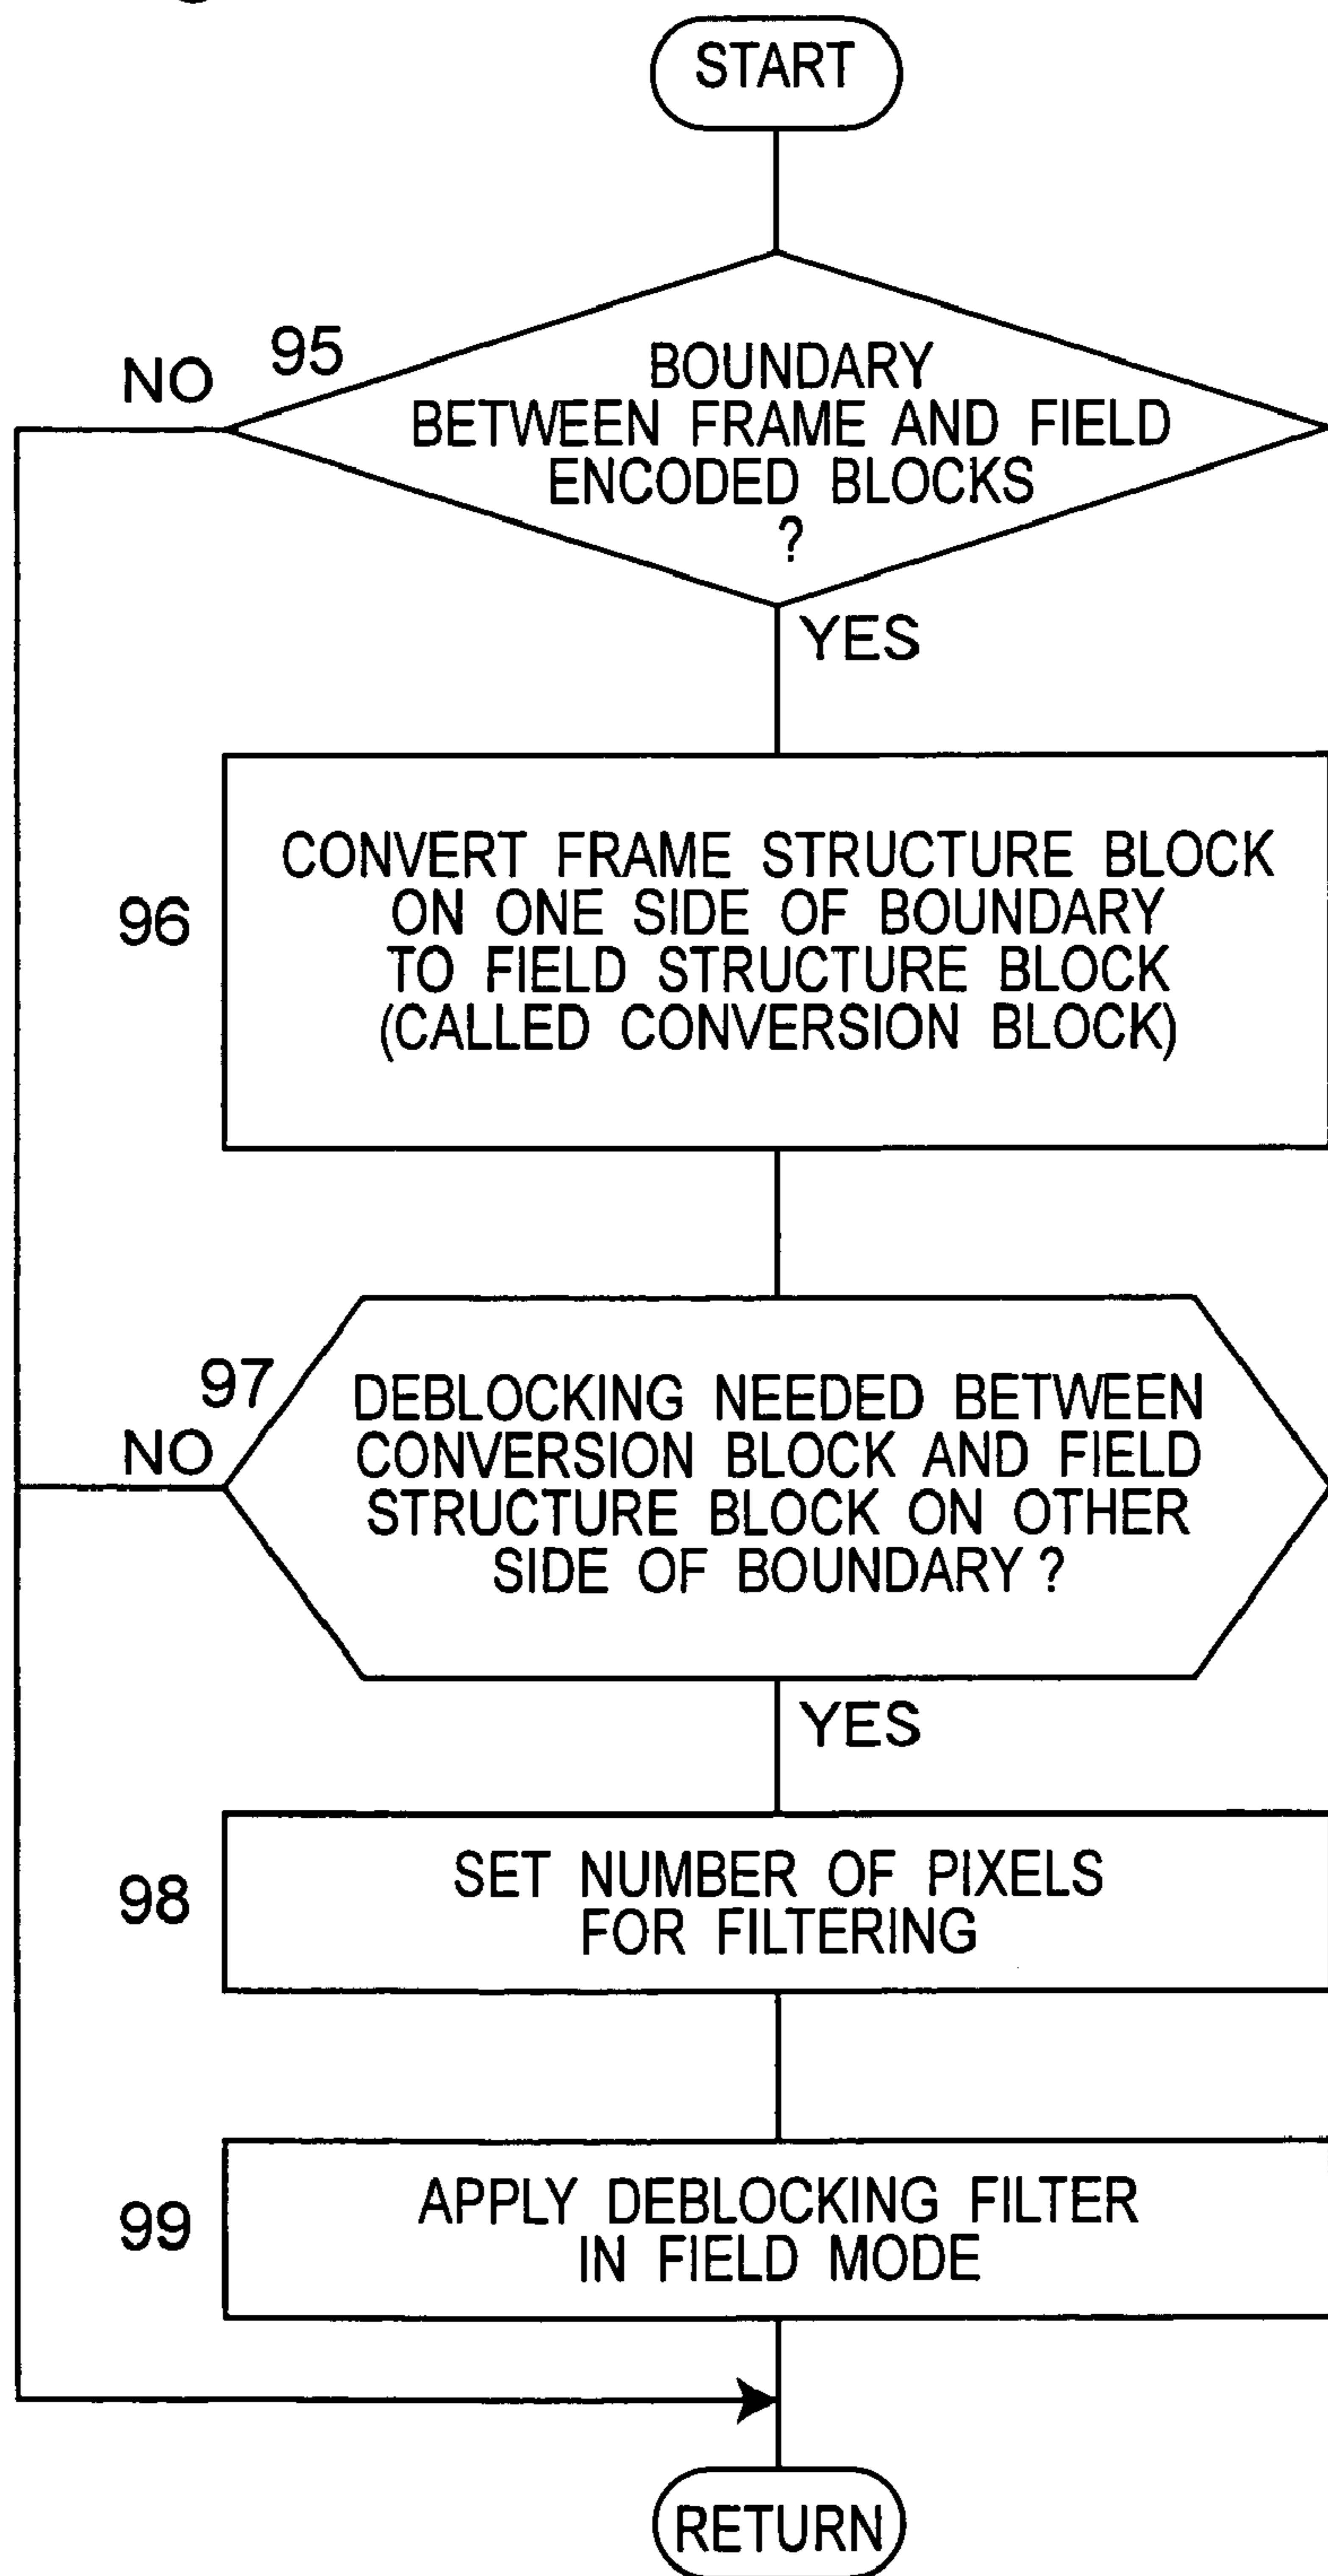 START
95
NO
BOUNDARY
BETWEEN FRAME AND FIELD
ENCODED BLOCKS
?
YES
96
CONVERT FRAME STRUCTURE BLOCK
ON ONE SIDE OF BOUNDARY
TO FIELD STRUCTURE BLOCK
(CALLED CONVERSION BLOCK)
97
NO
DEBLOCKING NEEDED BETWEEN
CONVERSION BLOCK AND FIELD
STRUCTURE BLOCK ON OTHER
SIDE OF BOUNDARY ?
YES
98
SET NUMBER OF PIXELS
FOR FILTERING
99
APPLY DEBLOCKING FILTER
IN FIELD MODE
RETURN